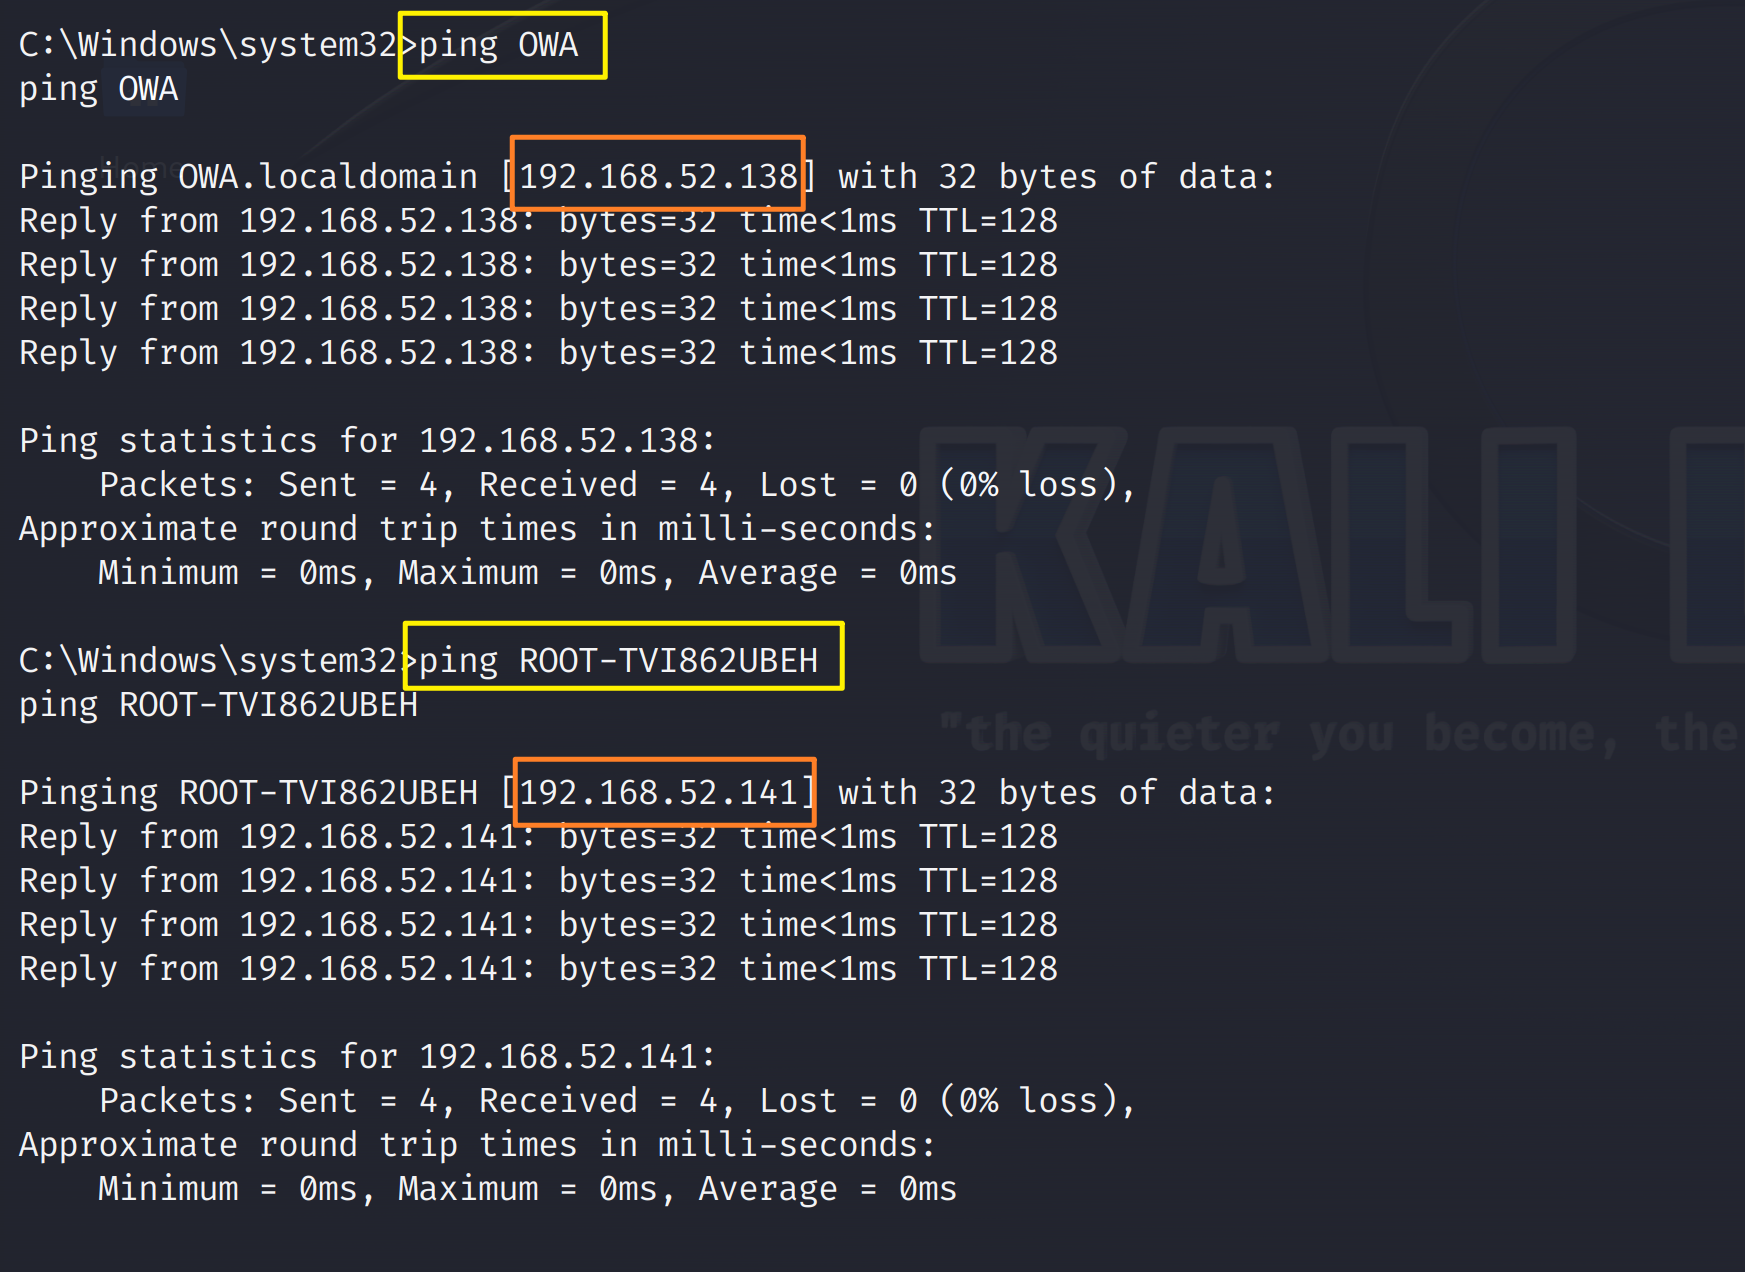 C:\Windows\system32>ping OWA
ping OWA
Home
Pinging OWA.localdomain [192.168.52.138] with 32 bytes of data:
Reply from 192.168.52.138: bytes=32 time<1ms TTL=128
Reply from 192.168.52.138: bytes=32 time<1ms TTL=128
Reply from 192.168.52.138: bytes=32 time<1ms TTL=128
Reply from 192.168.52.138: bytes=32 time<1ms TTL=128
Ping statistics for 192.168.52.138:
    Packets: Sent = 4, Received = 4, Lost = 0 (0% loss),
Approximate round trip times in milli-seconds:
    Minimum = 0ms, Maximum = 0ms, Average = 0ms
KALI
C:\Windows\system32>ping ROOT-TVI862UBEH
ping ROOT-TVI862UBEH
"the quieter you become, the
Pinging ROOT-TVI862UBEH [192.168.52.141] with 32 bytes of data:
Reply from 192.168.52.141: bytes=32 time<1ms TTL=128
Reply from 192.168.52.141: bytes=32 time<1ms TTL=128
Reply from 192.168.52.141: bytes=32 time<1ms TTL=128
Reply from 192.168.52.141: bytes=32 time<1ms TTL=128
Ping statistics for 192.168.52.141:
    Packets: Sent = 4, Received = 4, Lost = 0 (0% loss),
Approximate round trip times in milli-seconds:
    Minimum = 0ms, Maximum = 0ms, Average = 0ms